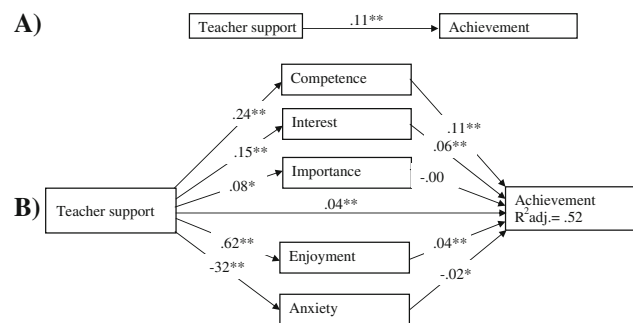 A)
Teacher support
.11**
Achievement
Competence
.24**
.11**
Interest
.15**
.06**
Importance
.08*
-.00
B)
Teacher support
.04**
Achievement
R²adj.= .52
.62**
Enjoyment
.04**
-32**
-.02*
Anxiety